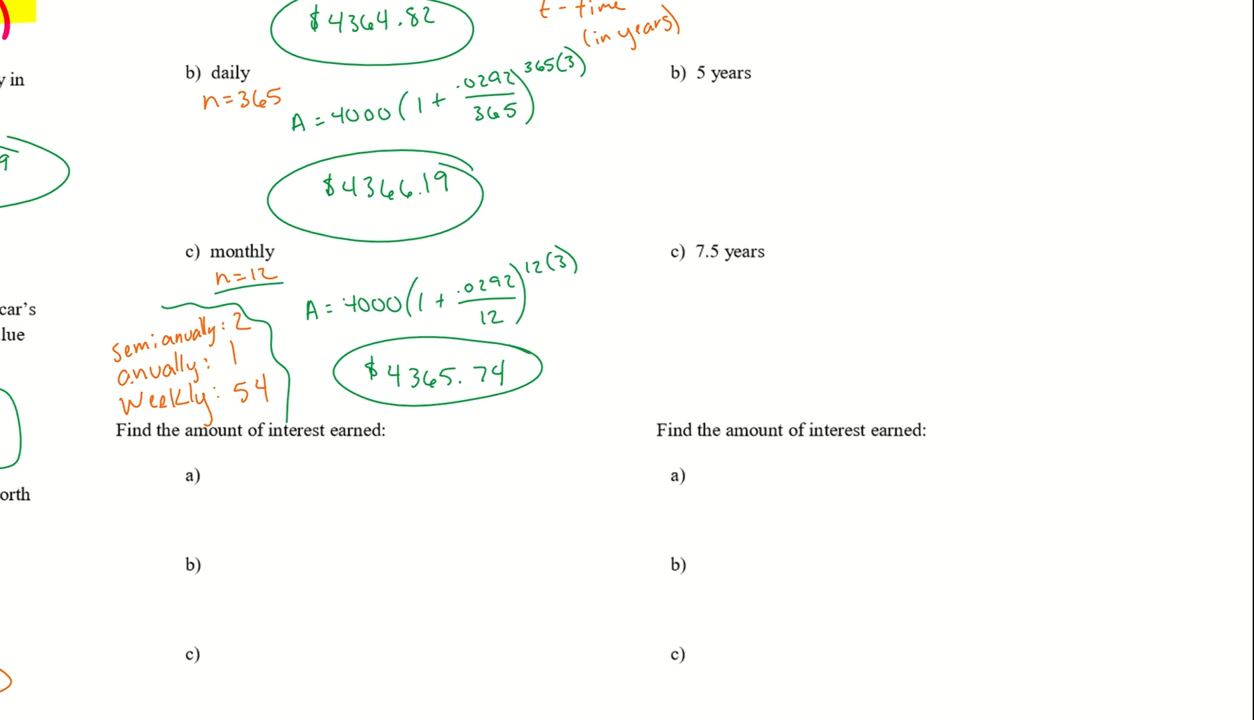 )
$4364.82
t - time
(in years)
y in
b) daily
n=365
A = 4000(1 + .0292/365)^365(3)
b) 5 years
9
$4366.19
c) monthly
n=12
A = 4000(1 + .0292/12)^12(3)
c) 7.5 years
car’s
lue
semianually: 2
anually: 1
Weekly: 54
$4365.74
Find the amount of interest earned:
Find the amount of interest earned:
a)
a)
orth
b)
b)
c)
c)